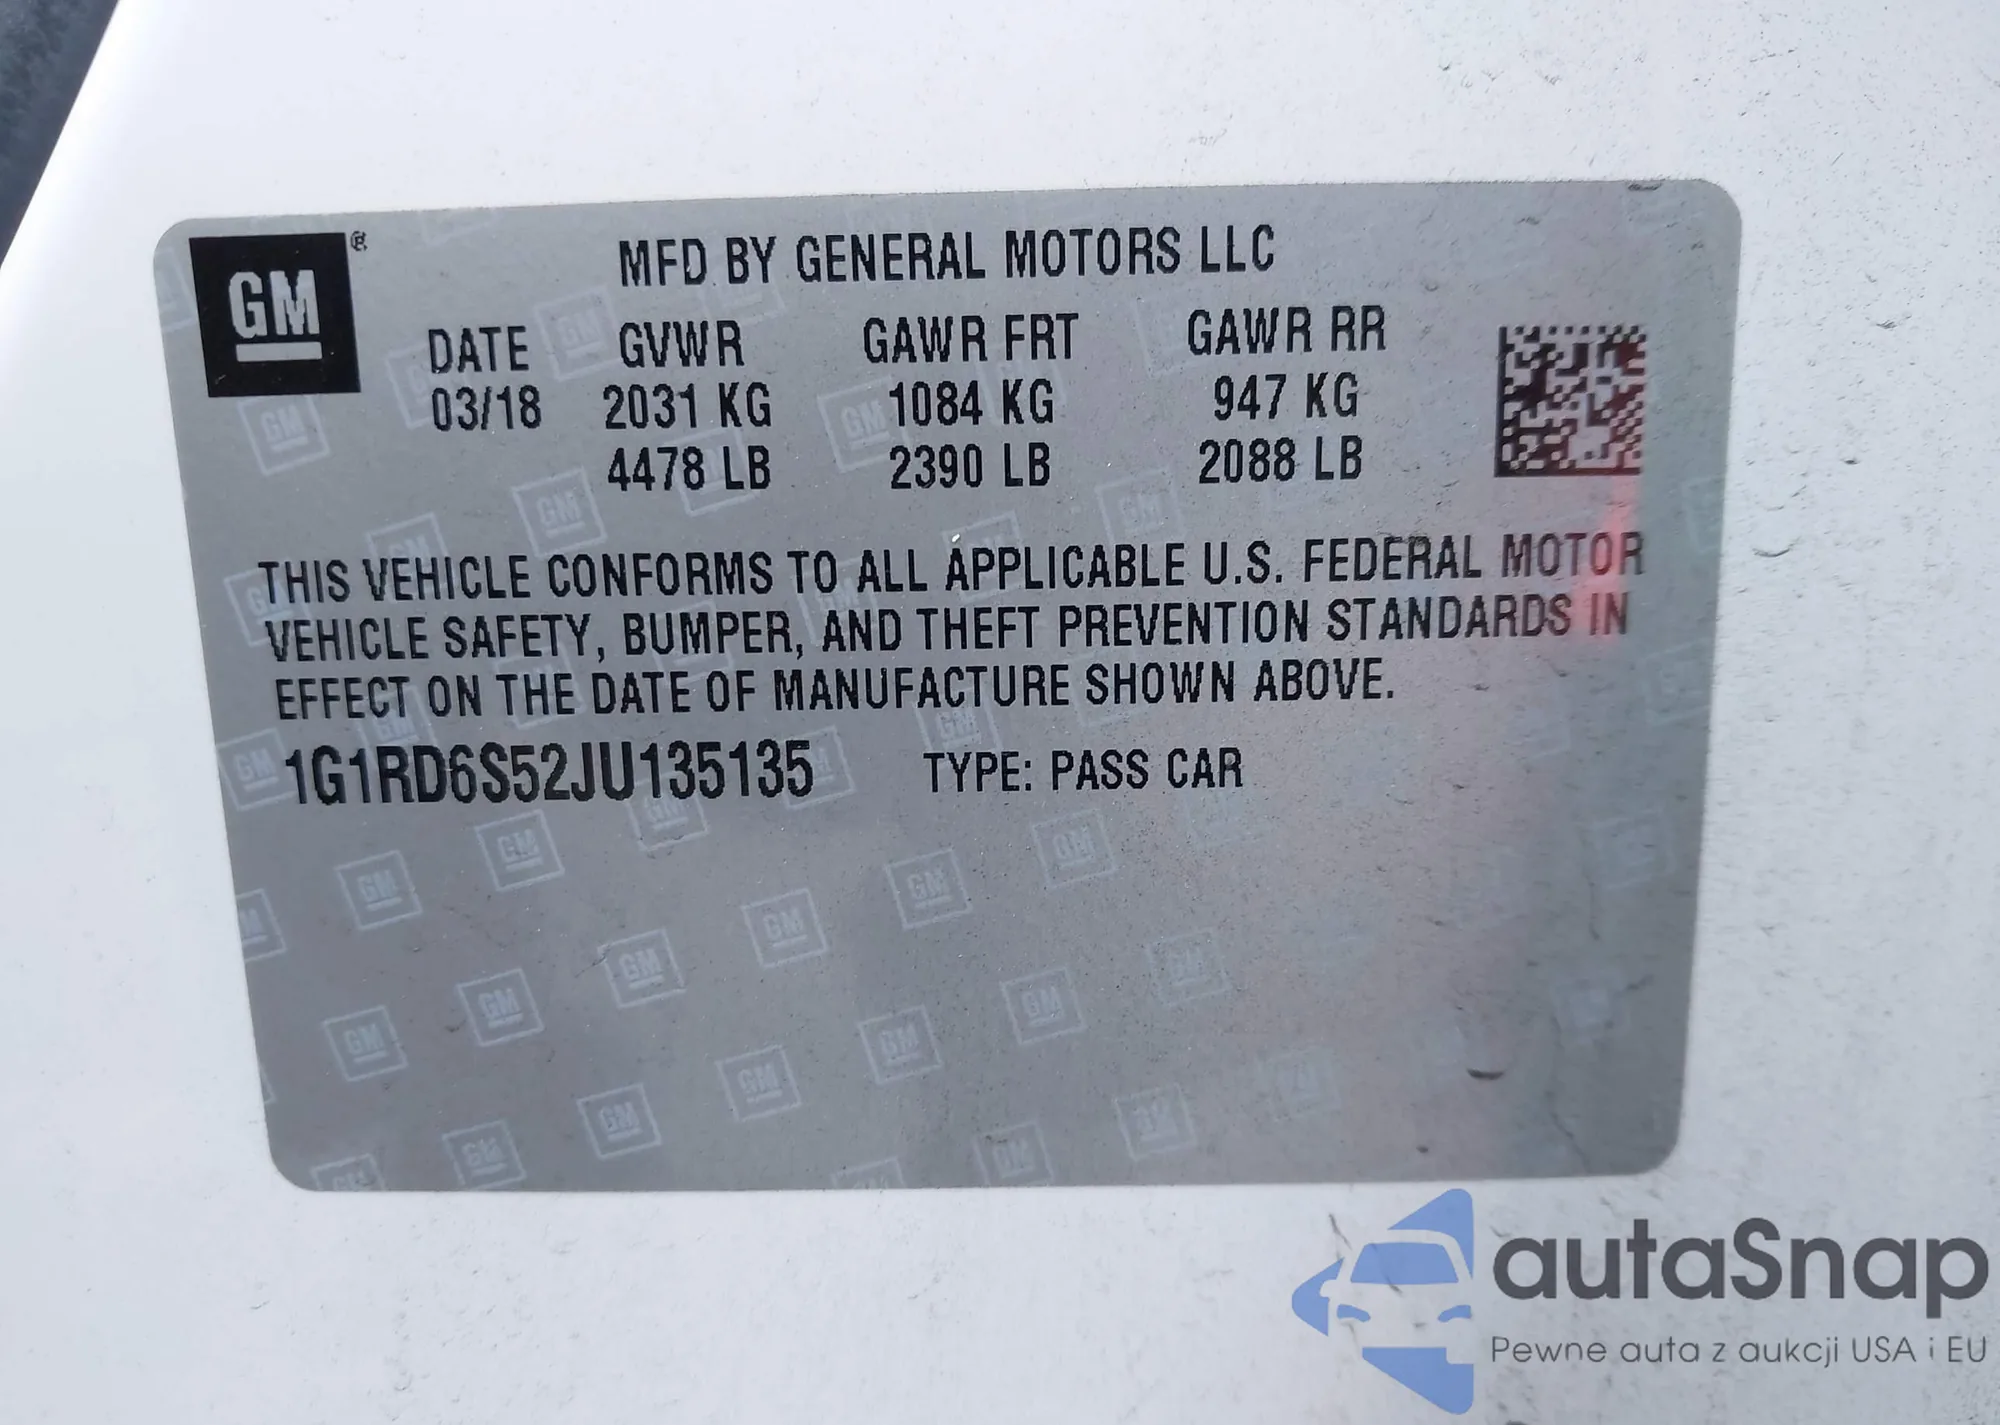 GM ®
MFD BY GENERAL MOTORS LLC
DATE GVWR GAWR FRT GAWR RR
03/18 2031 KG 1084 KG 947 KG
4478 LB 2390 LB 2088 LB
THIS VEHICLE CONFORMS TO ALL APPLICABLE U.S. FEDERAL MOTOR
VEHICLE SAFETY, BUMPER, AND THEFT PREVENTION STANDARDS IN
EFFECT ON THE DATE OF MANUFACTURE SHOWN ABOVE.
1G1RD6S52JU135135 TYPE: PASS CAR
autaSnap
Pewne auta z aukcji USA i EU